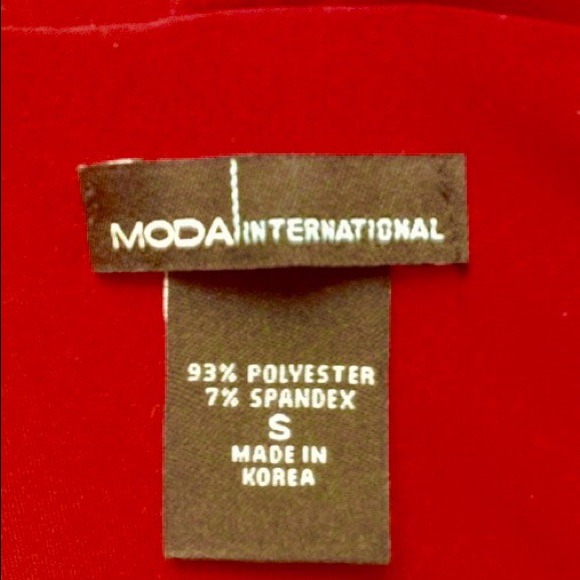 MODA INTERNATIONAL
93% POLYESTER
7% SPANDEX
S
MADE IN
KOREA